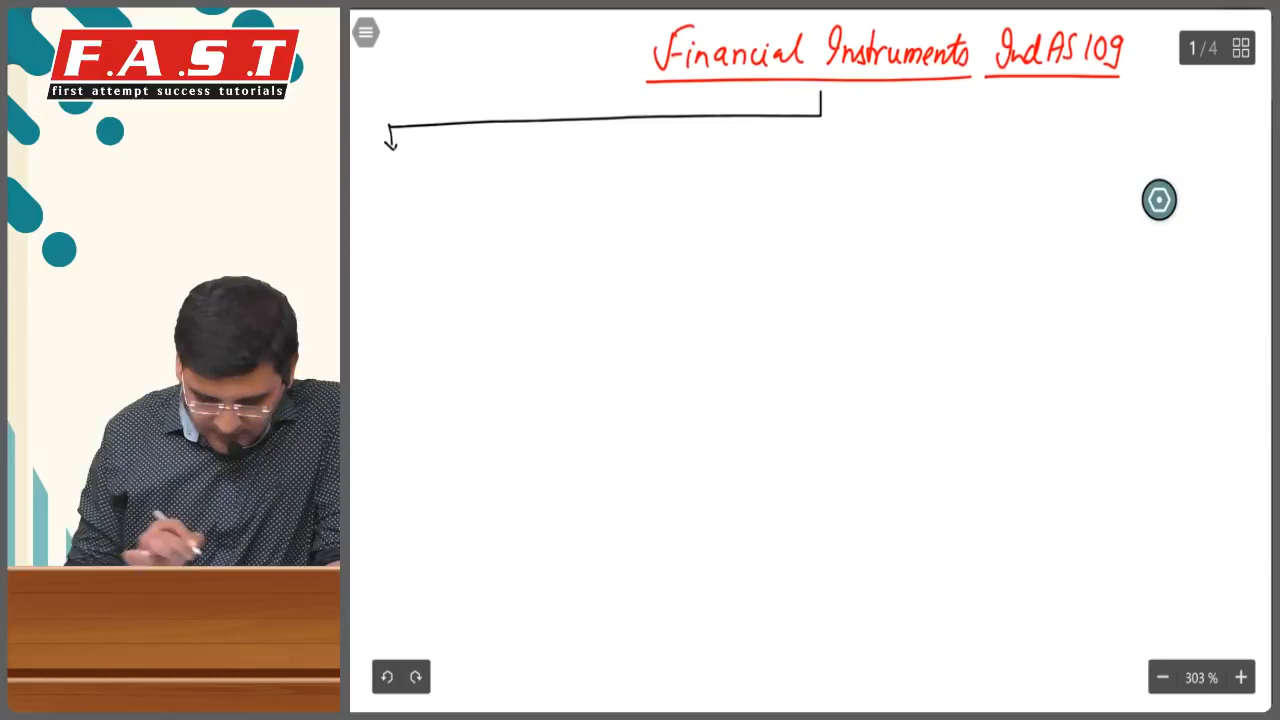 F.A.S.T
first attempt success tutorials
Financial Instruments Ind AS 109
1 / 4
303 %